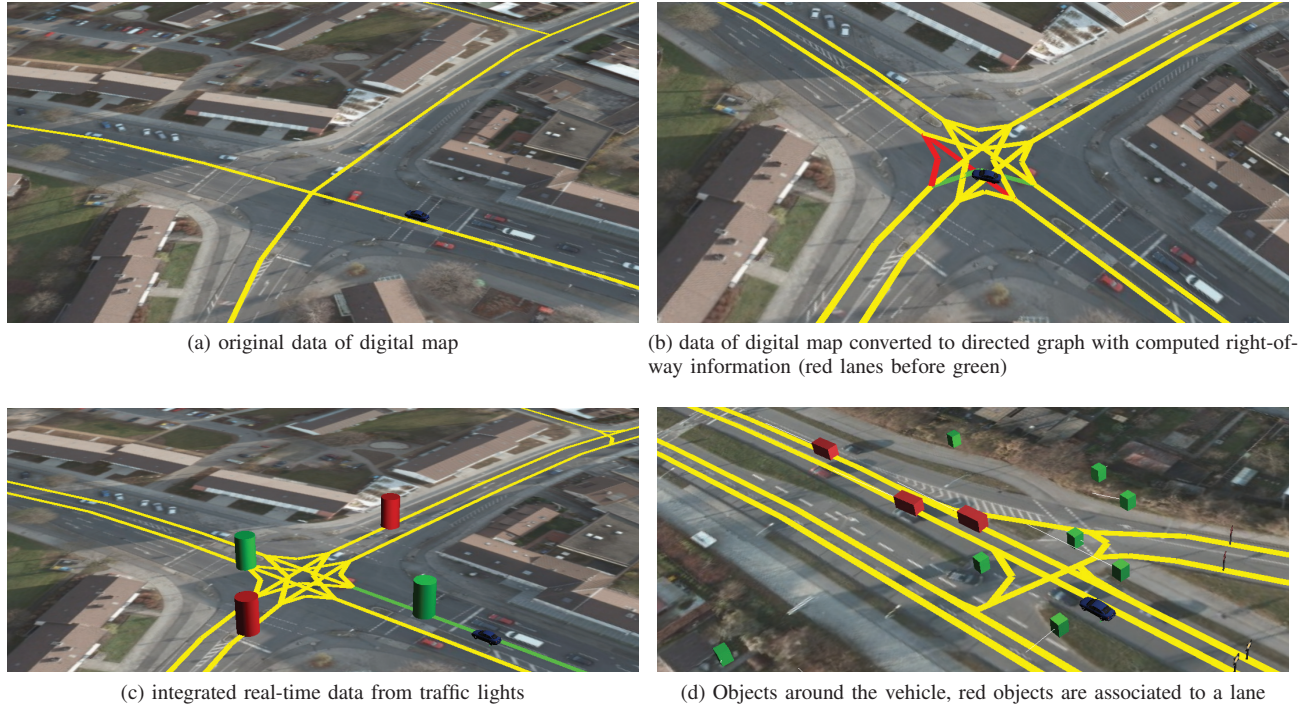 (a) original data of digital map
(b) data of digital map converted to directed graph with computed right-of-
way information (red lanes before green)
(c) integrated real-time data from traffic lights
(d) Objects around the vehicle, red objects are associated to a lane